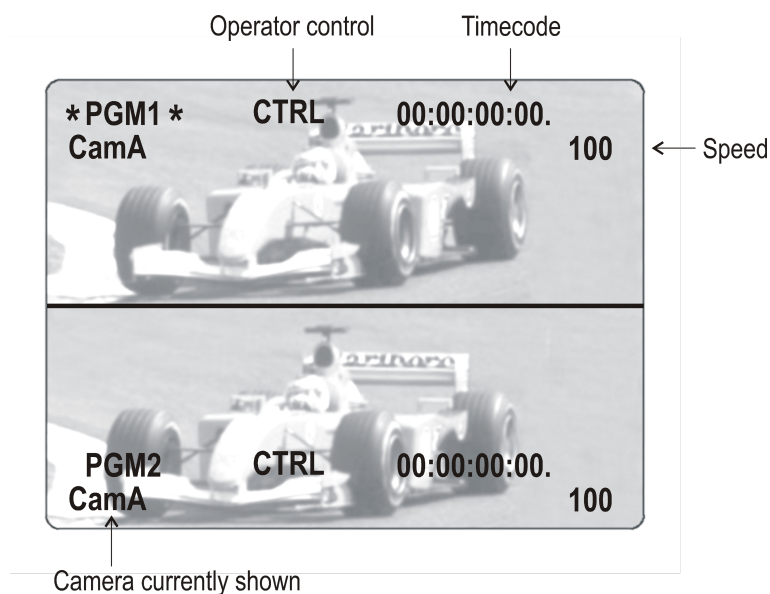 Operator control Timecode
*PGM1* CTRL 00:00:00:00.
CamA 100 Speed
PGM2 CTRL 00:00:00:00.
CamA 100
Camera currently shown